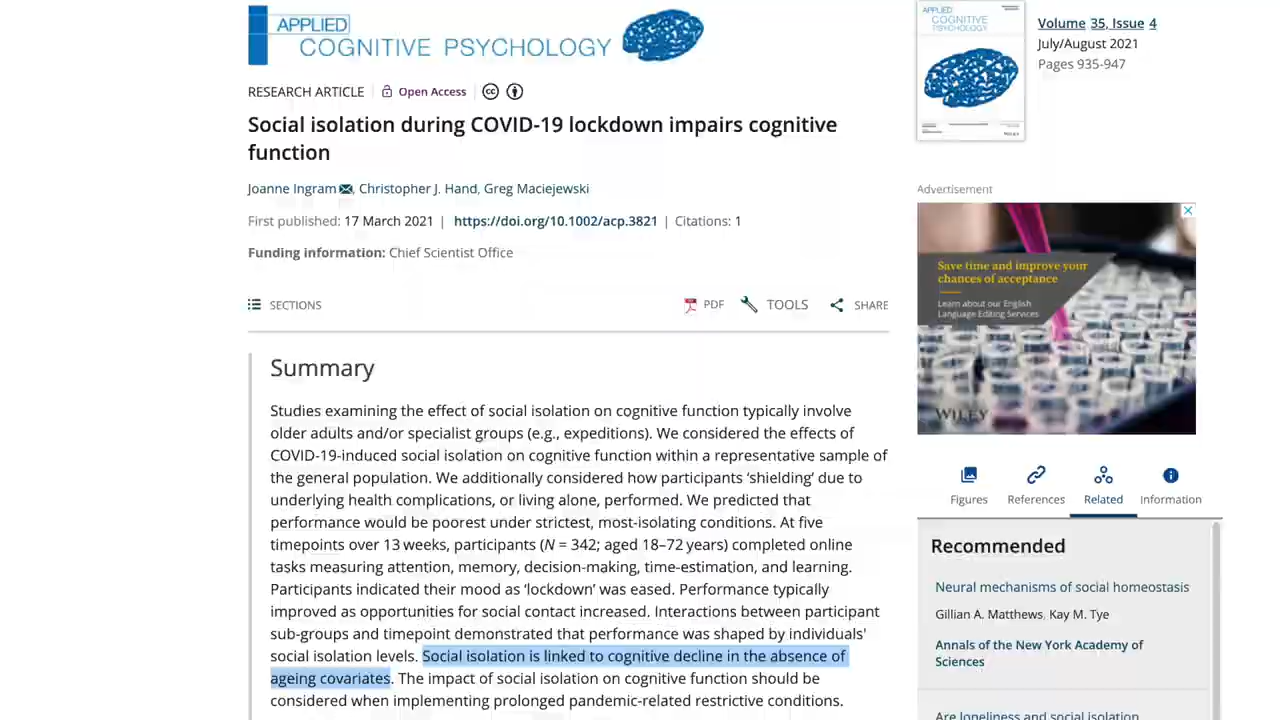 APPLIED
COGNITIVE PSYCHOLOGY
RESEARCH ARTICLE
Open Access
Social isolation during COVID-19 lockdown impairs cognitive
function
Joanne Ingram, Christopher J. Hand, Greg Maciejewski
First published: 17 March 2021 | https://doi.org/10.1002/acp.3821 | Citations: 1
Funding information: Chief Scientist Office
SECTIONS
PDF TOOLS SHARE
Summary
Studies examining the effect of social isolation on cognitive function typically involve
older adults and/or specialist groups (e.g., expeditions). We considered the effects of
COVID-19-induced social isolation on cognitive function within a representative sample of
the general population. We additionally considered how participants ‘shielding’ due to
underlying health complications, or living alone, performed. We predicted that
performance would be poorest under strictest, most-isolating conditions. At five
timepoints over 13 weeks, participants (N = 342; aged 18–72 years) completed online
tasks measuring attention, memory, decision-making, time-estimation, and learning.
Participants indicated their mood as ‘lockdown’ was eased. Performance typically
improved as opportunities for social contact increased. Interactions between participant
sub-groups and timepoint demonstrated that performance was shaped by individuals'
social isolation levels. Social isolation is linked to cognitive decline in the absence of
ageing covariates. The impact of social isolation on cognitive function should be
considered when implementing prolonged pandemic-related restrictive conditions.
APPLIED
COGNITIVE
PSYCHOLOGY
WILEY
Volume 35, Issue 4
July/August 2021
Pages 935-947
Advertisement
Save time and improve your
chances of acceptance
Learn about our English
Language Editing Services
WILEY
Figures References Related Information
Recommended
Neural mechanisms of social homeostasis
Gillian A. Matthews, Kay M. Tye
Annals of the New York Academy of
Sciences
Are loneliness and social isolation